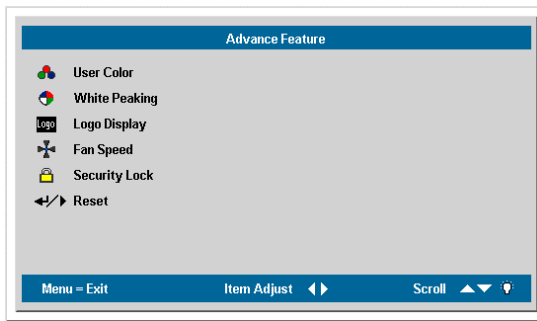 Advance Feature
User Color
White Peaking
Logo Logo Display
Fan Speed
Security Lock
Reset
Menu = Exit Item Adjust Scroll